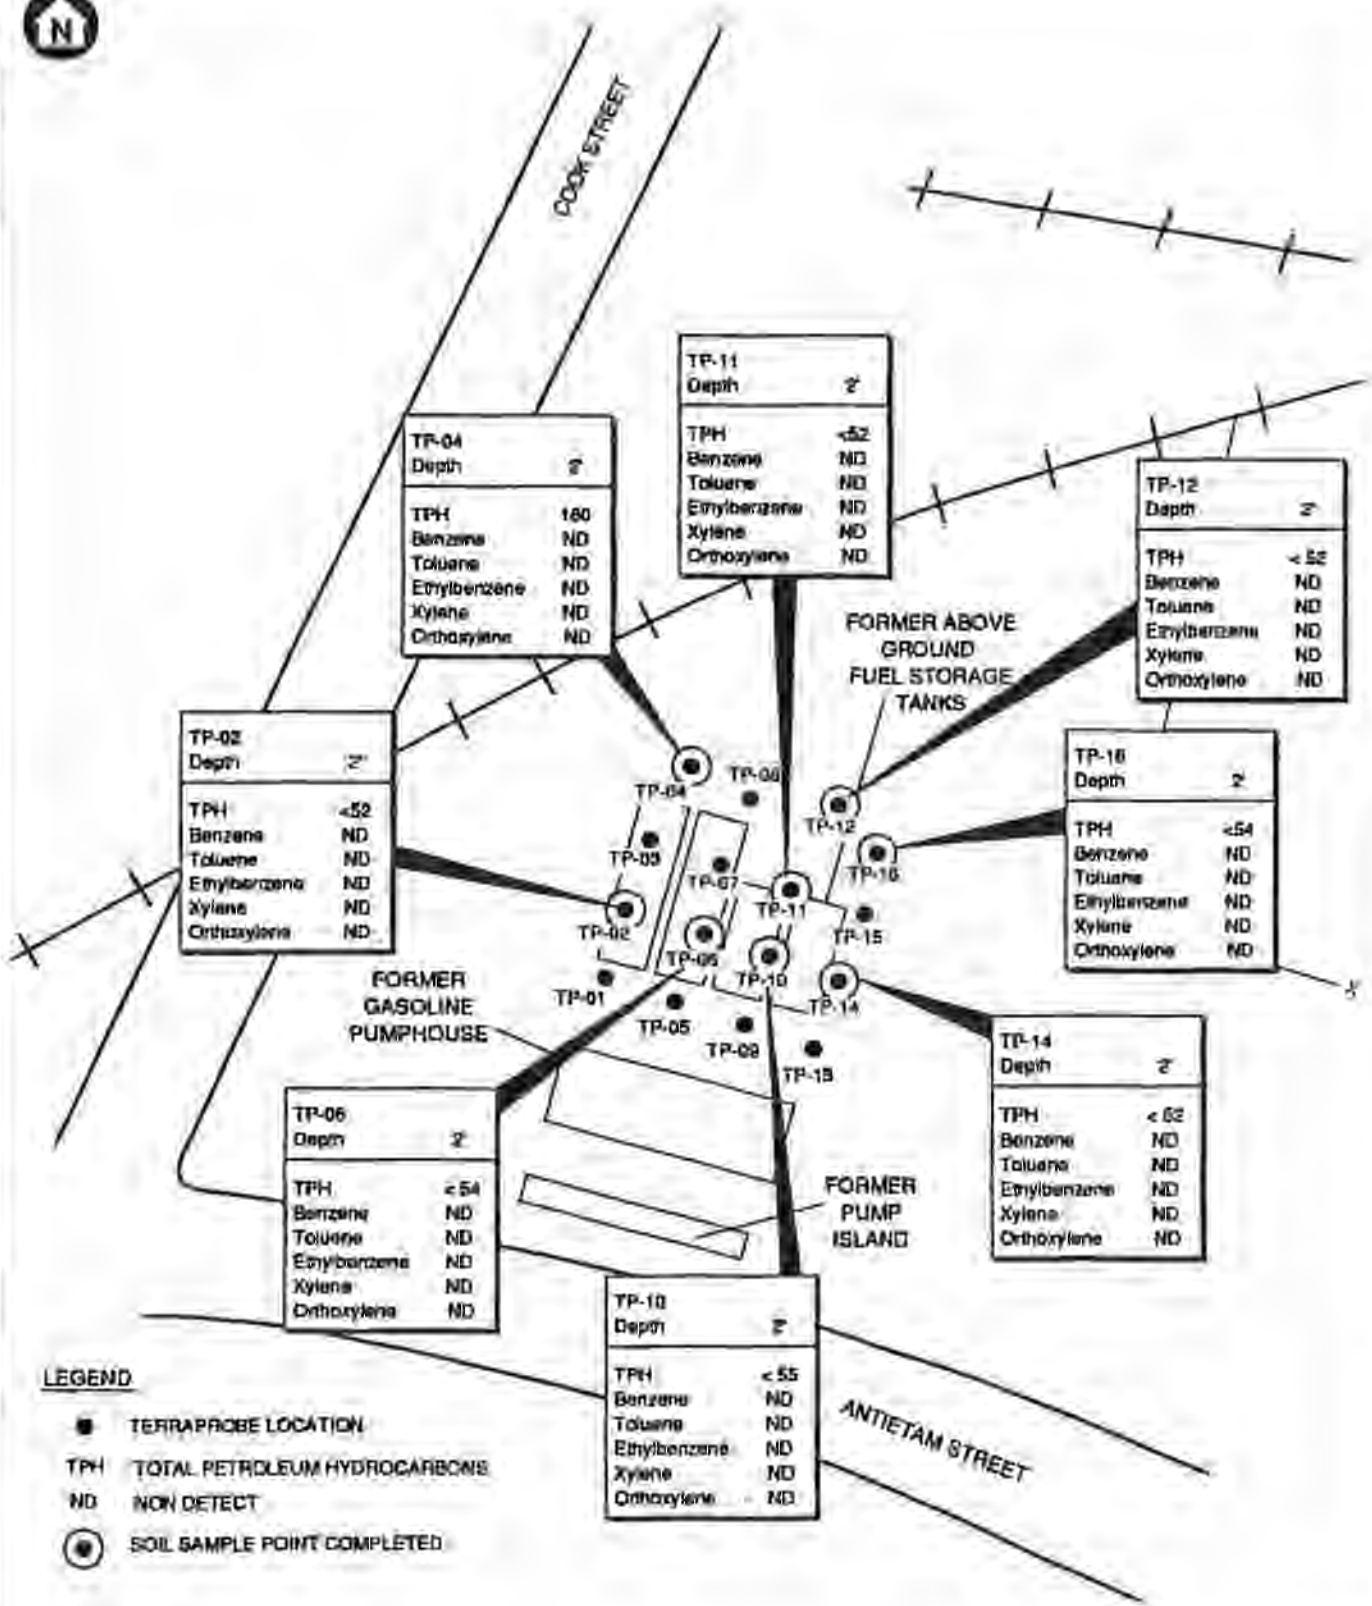 N
COOK STREET
TP-11
Depth 2'
TPH <52
Benzene ND
Toluene ND
Ethylbenzene ND
Xylene ND
Orthoxylene ND
TP-04
Depth 2'
TPH 160
Benzene ND
Toluene ND
Ethylbenzene ND
Xylene ND
Orthoxylene ND
TP-12
Depth 2'
TPH <52
Benzene ND
Toluene ND
Ethylbenzene ND
Xylene ND
Orthoxylene ND
FORMER ABOVE
GROUND
FUEL STORAGE
TANKS
TP-02
Depth 2'
TPH <52
Benzene ND
Toluene ND
Ethylbenzene ND
Xylene ND
Orthoxylene ND
TP-16
Depth 2'
TPH <54
Benzene ND
Toluene ND
Ethylbenzene ND
Xylene ND
Orthoxylene ND
TP-04
TP-08
TP-12
TP-03
TP-07
TP-16
TP-11
TP-02
TP-15
TP-06
TP-10
TP-01
TP-14
TP-05
TP-09
TP-13
FORMER
GASOLINE
PUMPHOUSE
TP-14
Depth 2'
TPH <52
Benzene ND
Toluene ND
Ethylbenzene ND
Xylene ND
Orthoxylene ND
TP-06
Depth 2'
TPH <54
Benzene ND
Toluene ND
Ethylbenzene ND
Xylene ND
Orthoxylene ND
FORMER
PUMP
ISLAND
TP-10
Depth 2'
TPH <55
Benzene ND
Toluene ND
Ethylbenzene ND
Xylene ND
Orthoxylene ND
ANTIETAM STREET
LEGEND
TERRAPROBE LOCATION
TPH TOTAL PETROLEUM HYDROCARBONS
ND NON DETECT
SOIL SAMPLE POINT COMPLETED